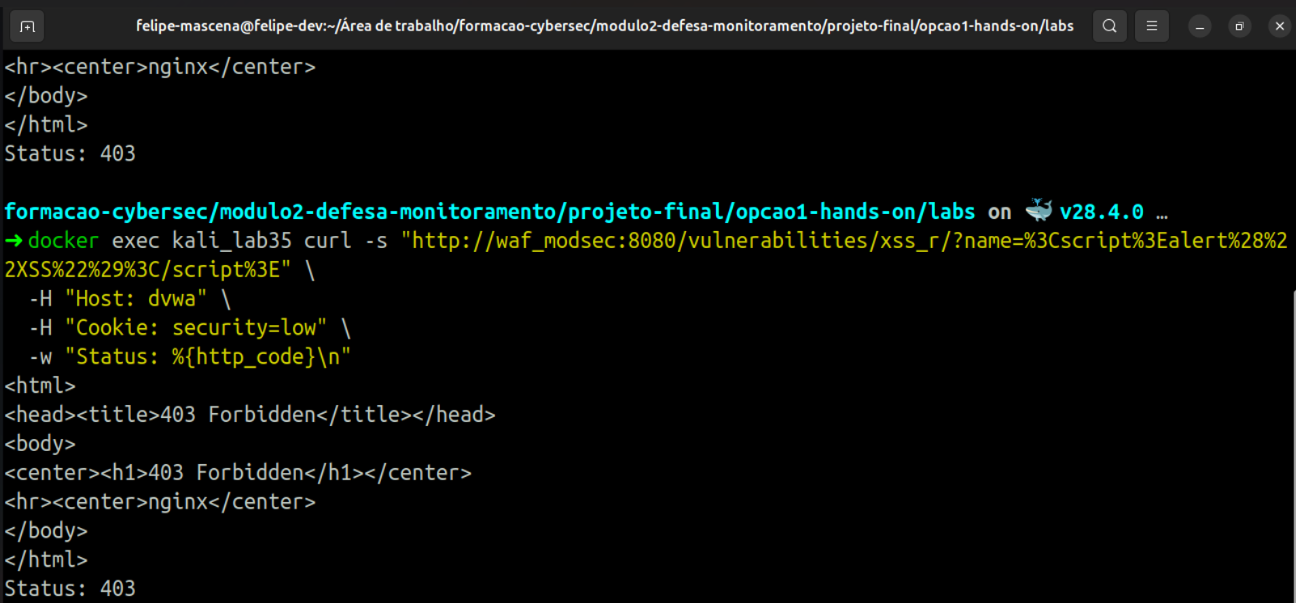 felipe-mascena@felipe-dev:~/Área de trabalho/formacao-cybersec/modulo2-defesa-monitoramento/projeto-final/opcao1-hands-on/labs
<hr><center>nginx</center>
</body>
</html>
Status: 403
formacao-cybersec/modulo2-defesa-monitoramento/projeto-final/opcao1-hands-on/labs on 🐳 v28.4.0 …
➜ docker exec kali_lab35 curl -s "http://waf_modsec:8080/vulnerabilities/xss_r/?name=%3Cscript%3Ealert%28%2
2XSS%22%29%3C/script%3E" \
  -H "Host: dvwa" \
  -H "Cookie: security=low" \
  -w "Status: %{http_code}\n"
<html>
<head><title>403 Forbidden</title></head>
<body>
<center><h1>403 Forbidden</h1></center>
<hr><center>nginx</center>
</body>
</html>
Status: 403